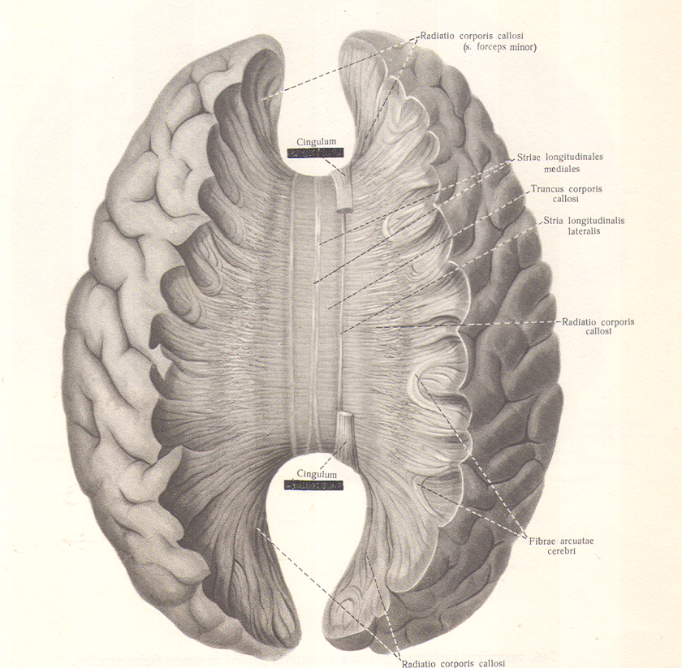 Radiatio corporis callosi
(s. forceps minor)
Cingulum
Striae longitudinales
mediales
Truncus corporis
callosi
Stria longitudinalis
lateralis
Radiatio corporis
callosi
Cingulum
Fibrae arcuatae
cerebri
Radiatio corporis callosi